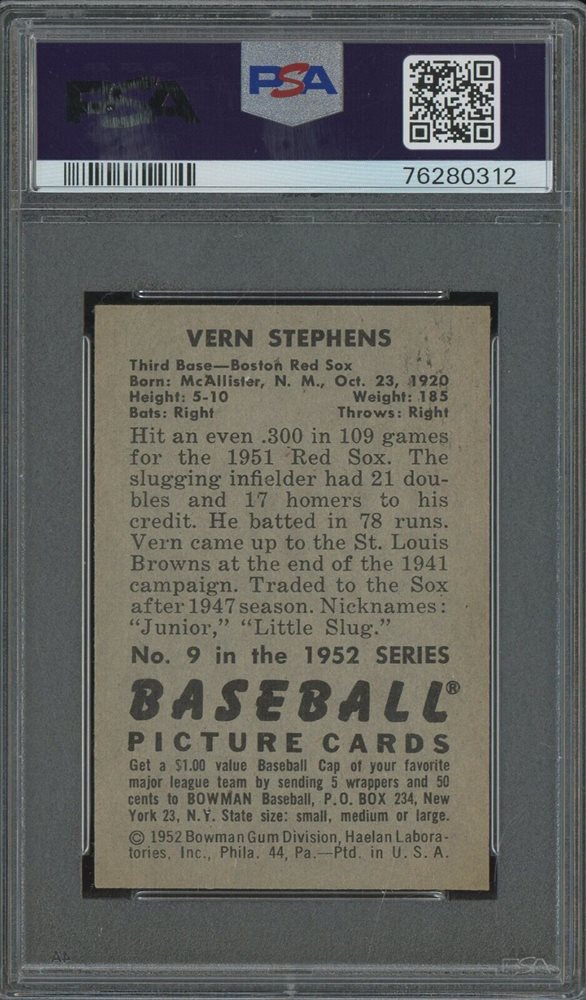 PSA
PSA
76280312
VERN STEPHENS
Third Base—Boston Red Sox
Born: McAllister, N. M., Oct. 23, 1920
Height: 5-10 Weight: 185
Bats: Right Throws: Right
Hit an even .300 in 109 games
for the 1951 Red Sox. The
slugging infielder had 21 dou-
bles and 17 homers to his
credit. He batted in 78 runs.
Vern came up to the St. Louis
Browns at the end of the 1941
campaign. Traded to the Sox
after 1947 season. Nicknames:
“Junior,” “Little Slug.”
No. 9 in the 1952 SERIES
BASEBALL®
PICTURE CARDS
Get a $1.00 value Baseball Cap of your favorite
major league team by sending 5 wrappers and 50
cents to BOWMAN Baseball, P.O. BOX 234, New
York 23, N.Y. State size: small, medium or large.
© 1952 Bowman Gum Division, Haelan Labora-
tories, Inc., Phila. 44, Pa.—Ptd. in U. S. A.
PSA